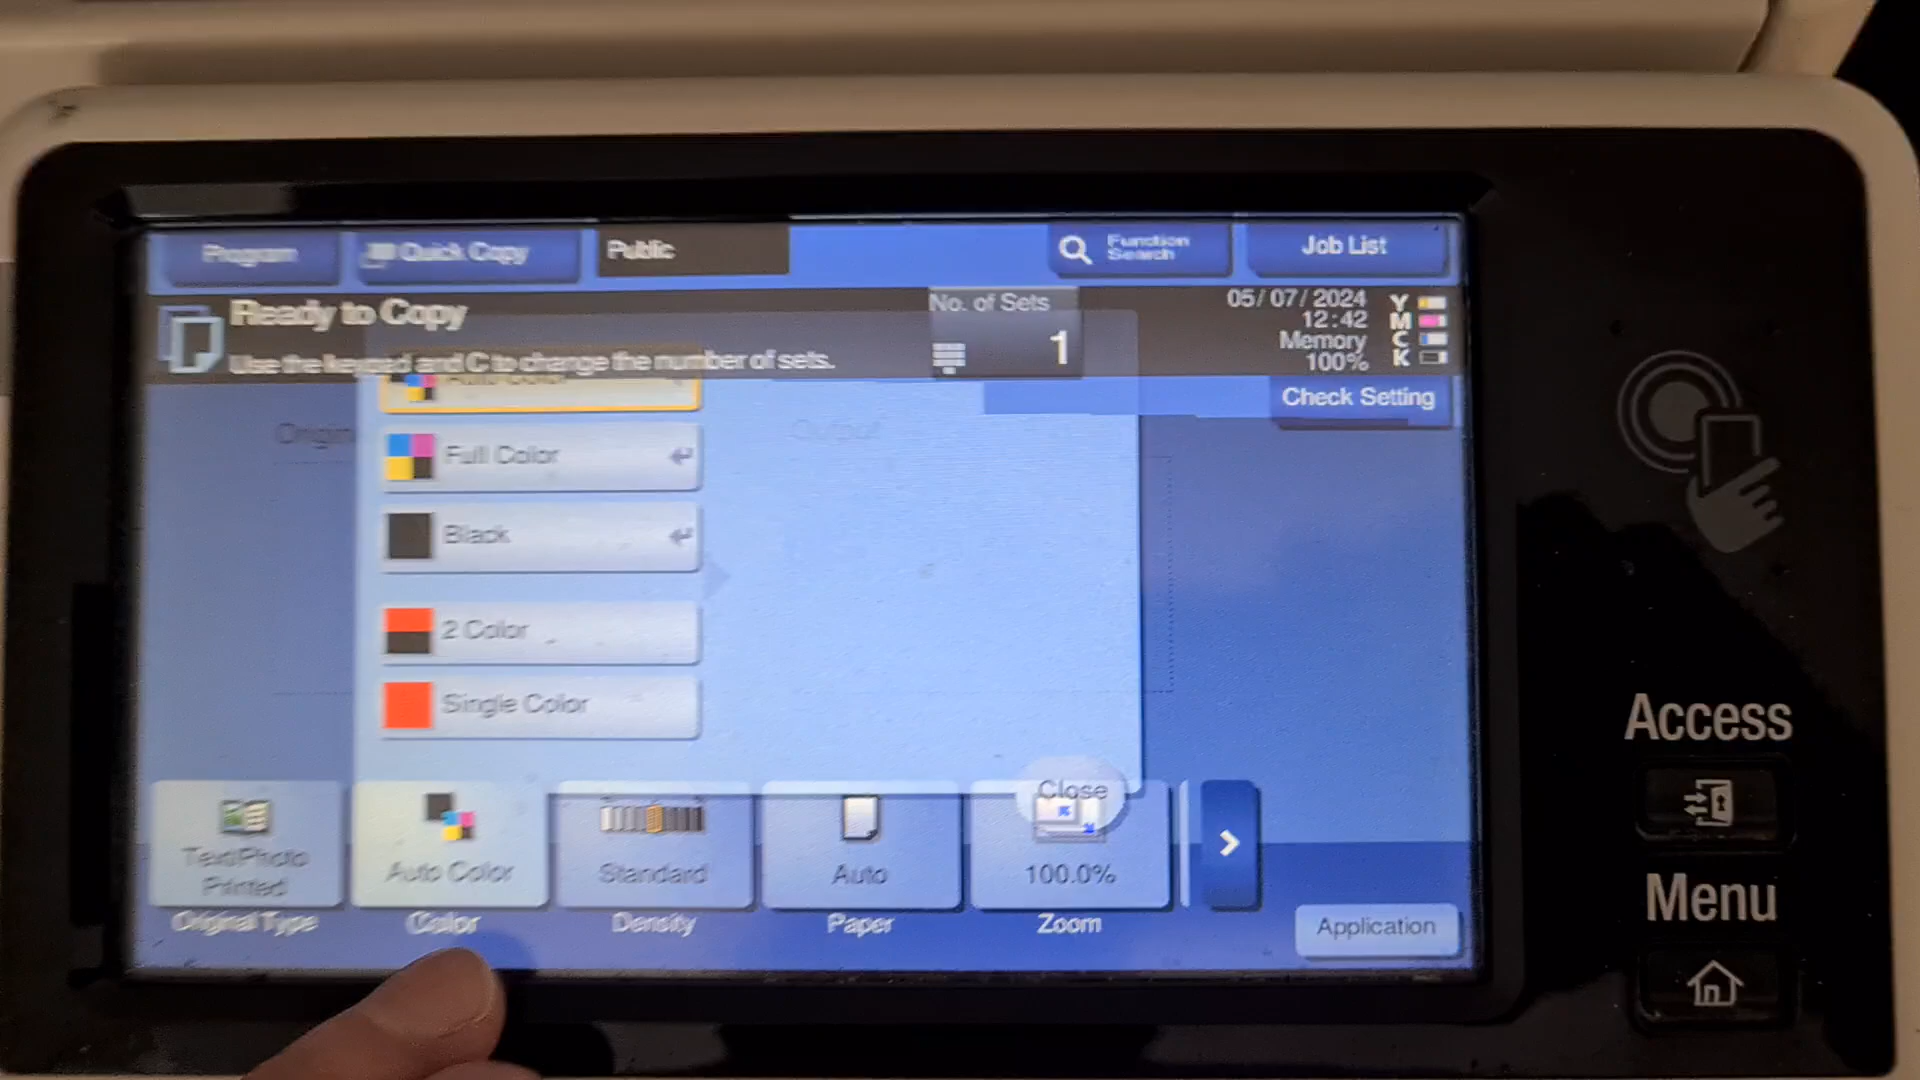 Program
Quick Copy
Public
Function
Search
Job List
Ready to Copy
Use the keypad and C to change the number of sets.
No. of Sets
1
05/07/2024
12:42
Memory
100%
Y
M
C
K
Check Setting
Origin
Output
Auto Color
Full Color
Black
2 Color
Single Color
Close
Text/Photo
Printed
Auto Color
Standard
Auto
100.0%
Original Type
Color
Density
Paper
Zoom
Application
Access
Menu